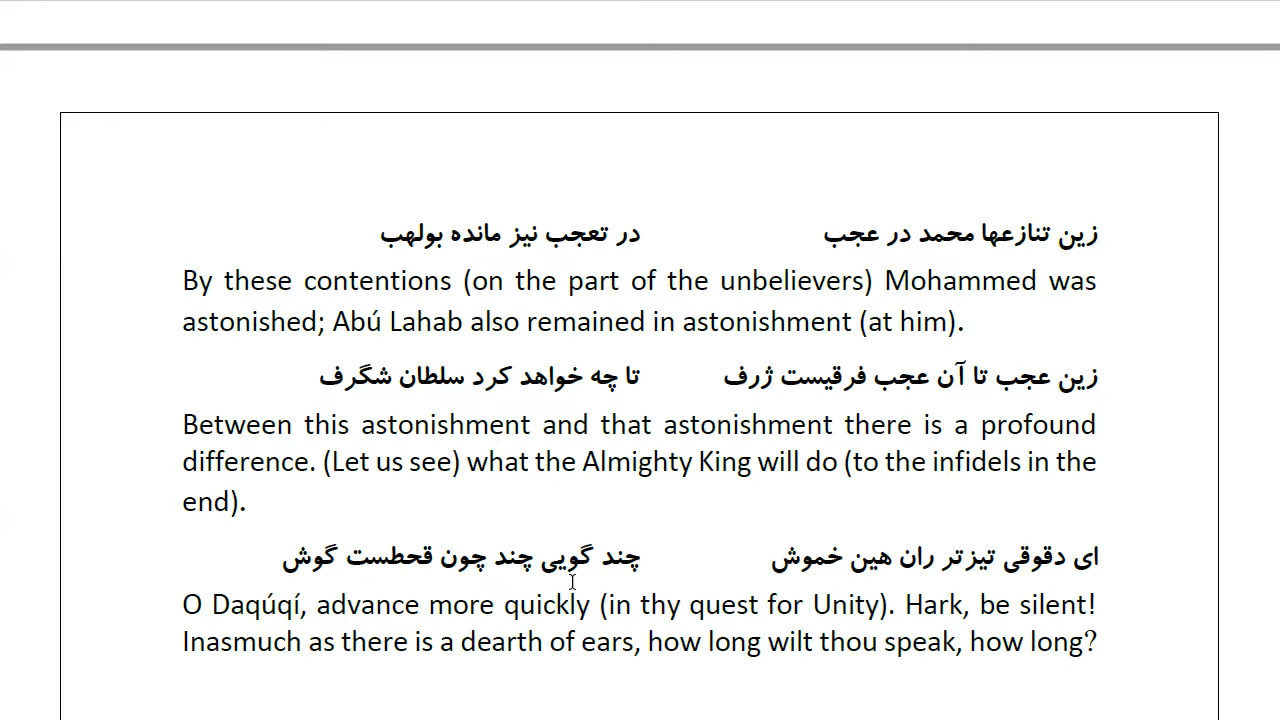 زین تنازعها محمد در عجب در تعجب نیز مانده بولهب
By these contentions (on the part of the unbelievers) Mohammed was
astonished; Abú Lahab also remained in astonishment (at him).
زین عجب تا آن عجب فرقیست ژرف تا چه خواهد کرد سلطان شگرف
Between this astonishment and that astonishment there is a profound
difference. (Let us see) what the Almighty King will do (to the infidels in the
end).
ای دقوقی تیزتر ران هین خموش چند گویی چند چون قحطست گوش
O Daqúqí, advance more quickly (in thy quest for Unity). Hark, be silent!
Inasmuch as there is a dearth of ears, how long wilt thou speak, how long?